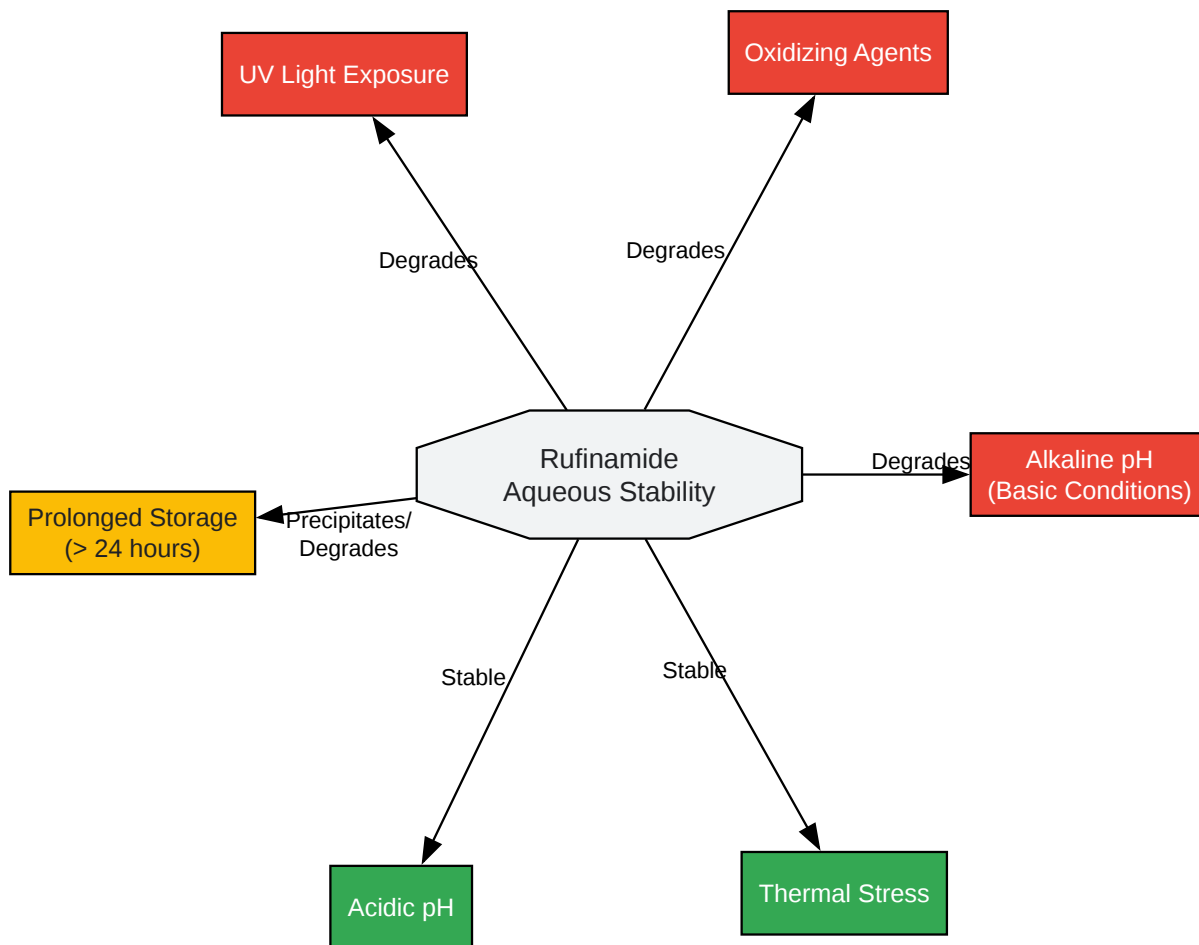 UV Light Exposure
Oxidizing Agents
Degrades
Degrades
Rufinamide
Aqueous Stability
Degrades
Alkaline pH
(Basic Conditions)
Prolonged Storage
(> 24 hours)
Precipitates/
Degrades
Stable
Stable
Acidic pH
Thermal Stress